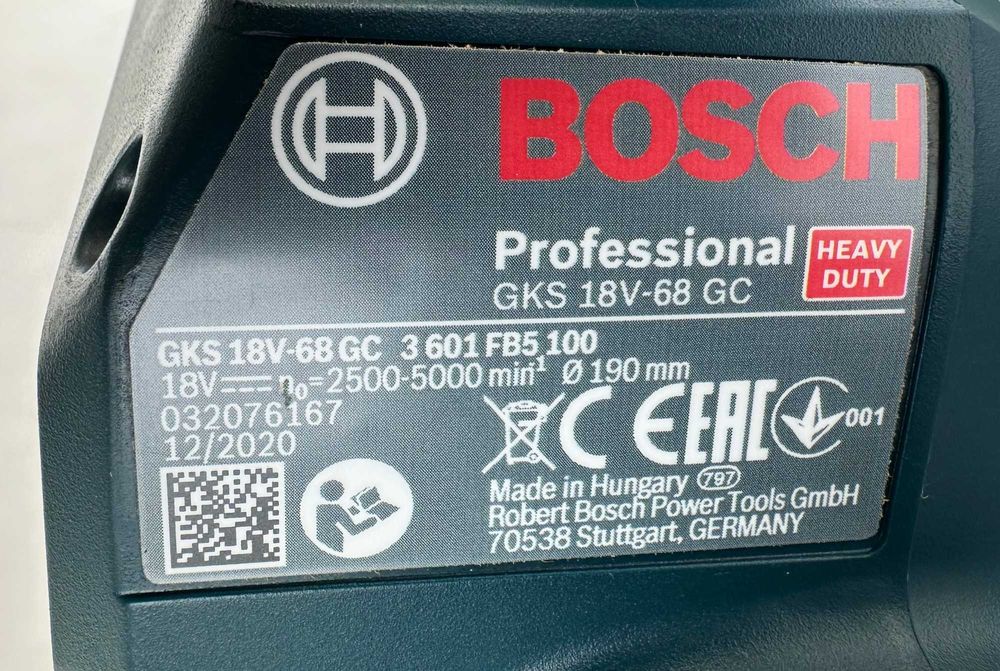 BOSCH
Professional
HEAVY DUTY
GKS 18V-68 GC
GKS 18V-68 GC 3 601 FB5 100
18V⎓ n₀=2500-5000 min⁻¹ Ø 190 mm
032076167
12/2020
CE EAC 001
Made in Hungary 797
Robert Bosch Power Tools GmbH
70538 Stuttgart, GERMANY